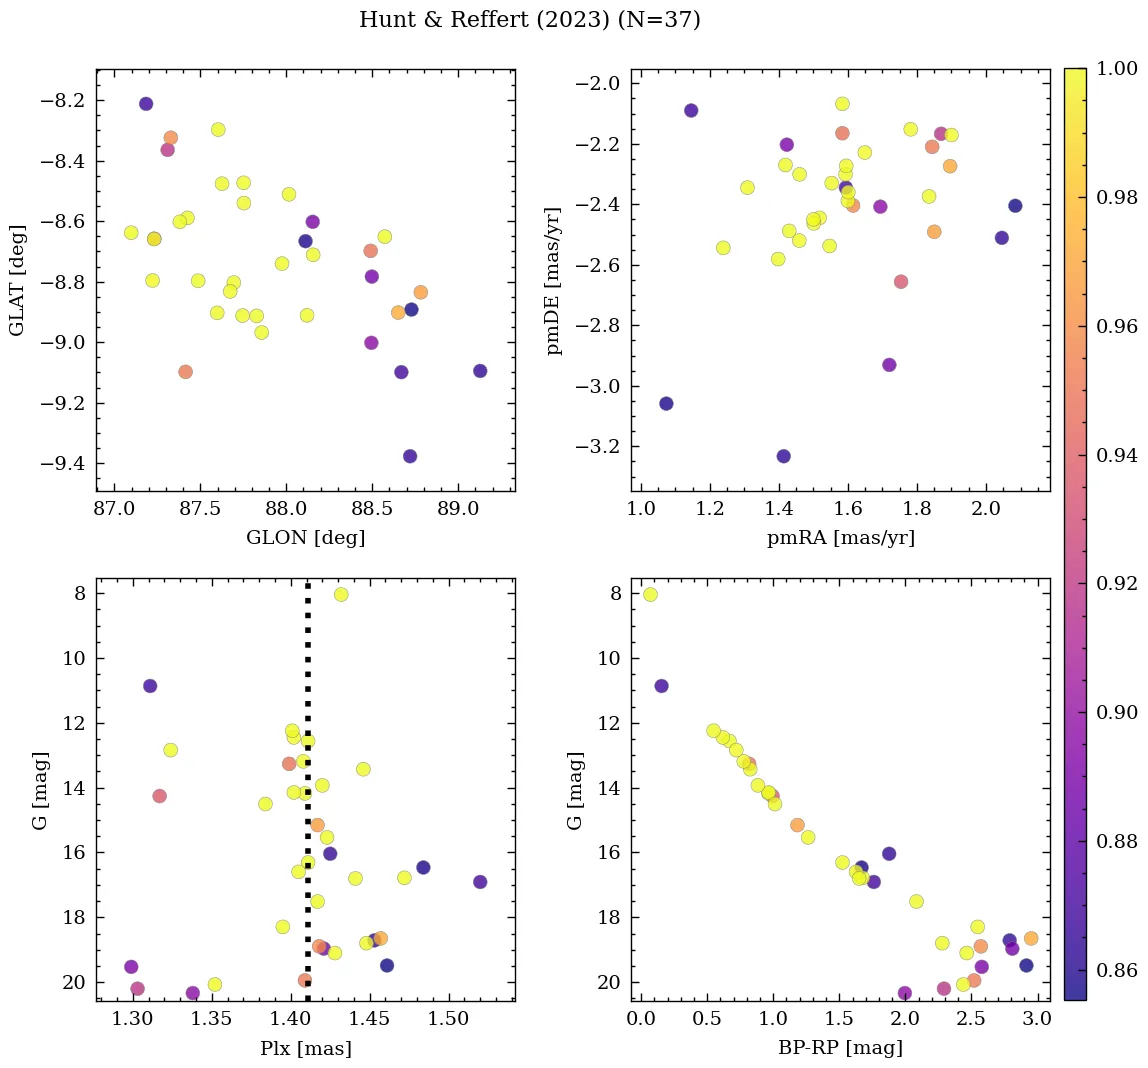 Hunt & Reffert (2023) (N=37)
−8.2
−8.4
−8.6
−8.8
−9.0
−9.2
−9.4
GLAT [deg]
87.0 87.5 88.0 88.5 89.0
GLON [deg]
−2.0
−2.2
−2.4
−2.6
−2.8
−3.0
−3.2
pmDE [mas/yr]
1.0 1.2 1.4 1.6 1.8 2.0
pmRA [mas/yr]
8
10
12
14
16
18
20
G [mag]
1.30 1.35 1.40 1.45 1.50
Plx [mas]
8
10
12
14
16
18
20
G [mag]
0.0 0.5 1.0 1.5 2.0 2.5 3.0
BP-RP [mag]
1.00
0.98
0.96
0.94
0.92
0.90
0.88
0.86